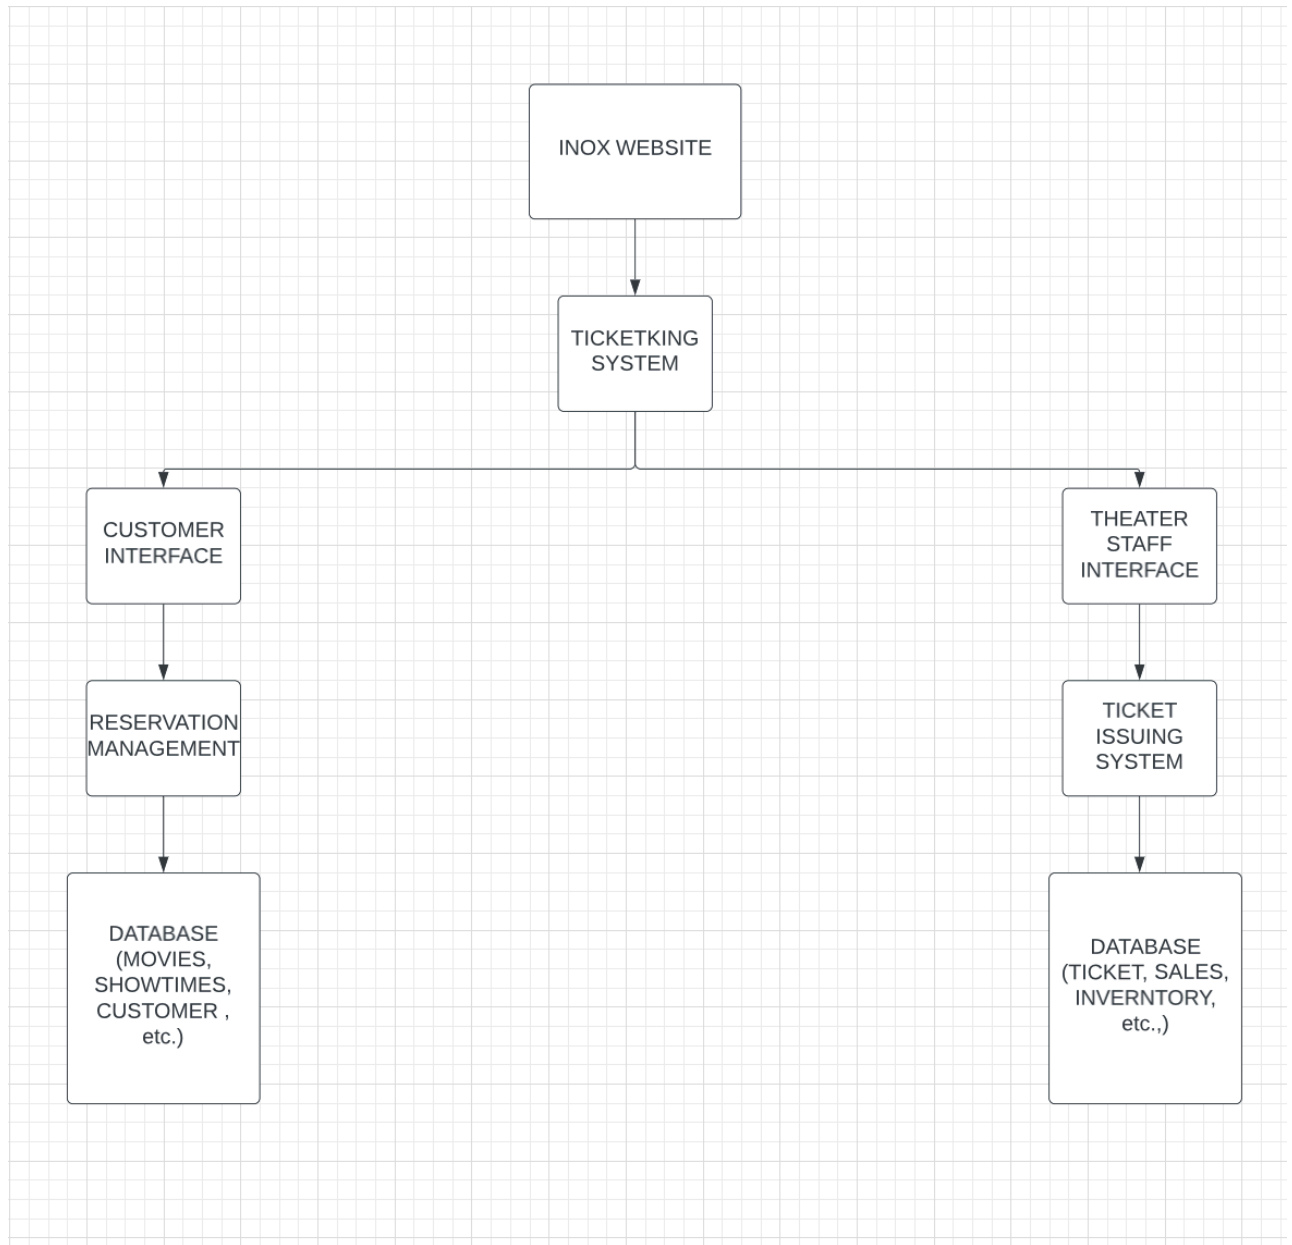 INOX WEBSITE
TICKETKING
SYSTEM
CUSTOMER
INTERFACE
THEATER
STAFF
INTERFACE
RESERVATION
MANAGEMENT
TICKET
ISSUING
SYSTEM
DATABASE
(MOVIES,
SHOWTIMES,
CUSTOMER ,
etc.)
DATABASE
(TICKET, SALES,
INVERNTORY,
etc.,)